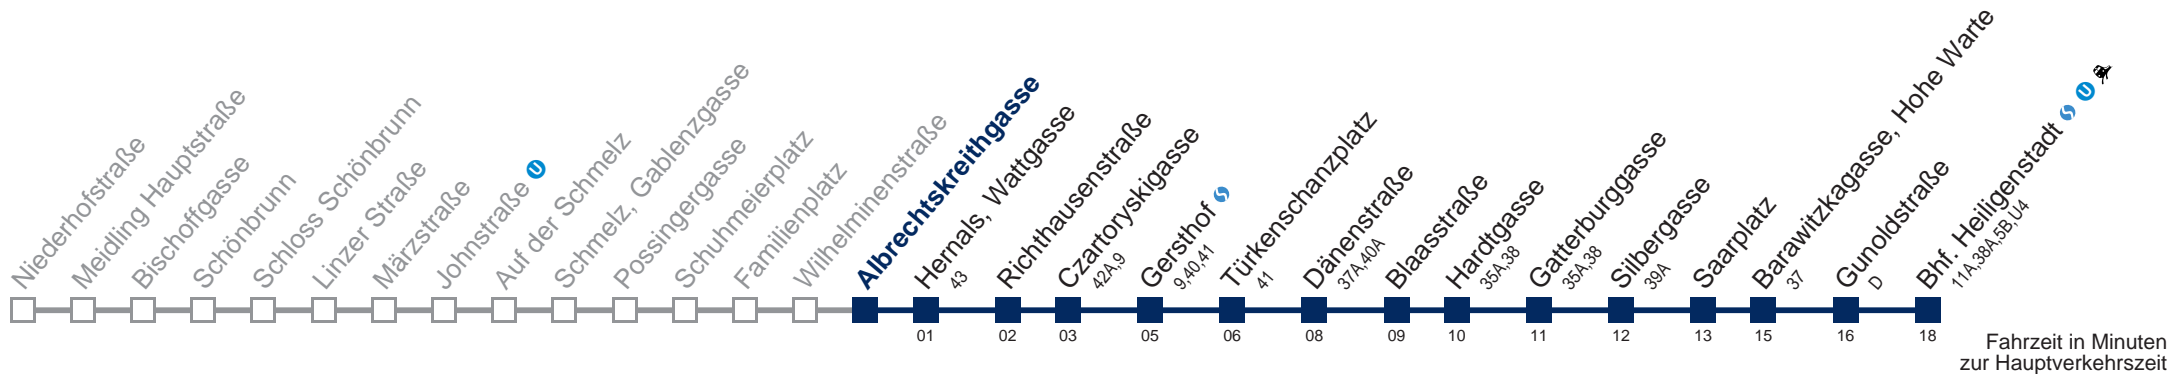 Niederhofstraße
Meidling Hauptstraße
Bischoffgasse
Schönbrunn
Schloss Schönbrunn
Linzer Straße
Märzstraße
Johnstraße U
Auf der Schmelz
Schmelz, Gablenzgasse
Possingergasse
Schuhmeierplatz
Familienplatz
Wilhelminenstraße
Albrechtskreithgasse
Hernals, Wattgasse
43
Richthausenstraße
Czartoryskigasse
42A,9
Gersthof S
9,40,41
Türkenschanzplatz
41
Dänenstraße
37A,40A
Blaasstraße
Hardtgasse
35A,38
Gatterburggasse
35A,38
Silbergasse
39A
Saarplatz
Barawitzkagasse, Hohe Warte
37
Gunoldstraße
D
Bhf. Heiligenstadt S U
11A,38A,5B,U4
01 02 03 05 06 08 09 10 11 12 13 15 16 18
Fahrzeit in Minuten
zur Hauptverkehrszeit